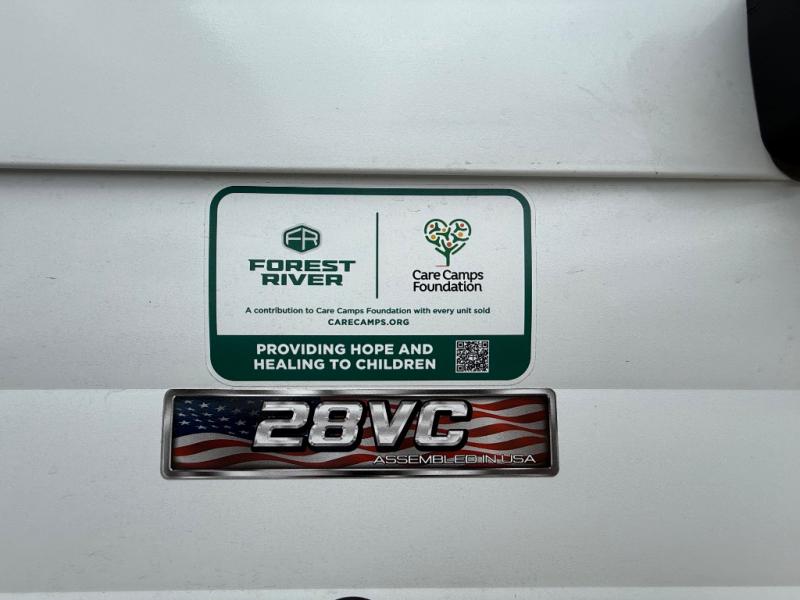 FR
FOREST
RIVER
Care Camps
Foundation
A contribution to Care Camps Foundation with every unit sold
CARECAMPS.ORG
PROVIDING HOPE AND
HEALING TO CHILDREN
28VC
ASSEMBLED IN USA